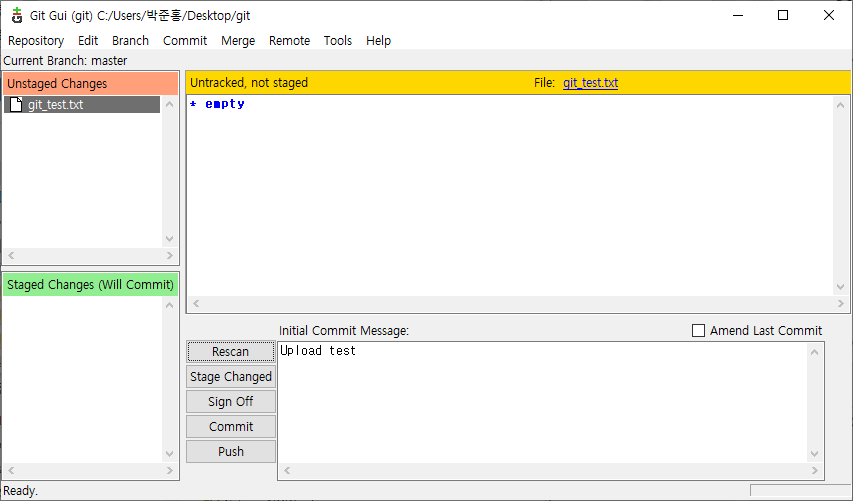 Git Gui (git) C:/Users/박준홍/Desktop/git
Repository Edit Branch Commit Merge Remote Tools Help
Current Branch: master
Unstaged Changes
git_test.txt
Untracked, not staged File: git_test.txt
* empty
Staged Changes (Will Commit)
Initial Commit Message: Amend Last Commit
Upload test
Rescan
Stage Changed
Sign Off
Commit
Push
Ready.